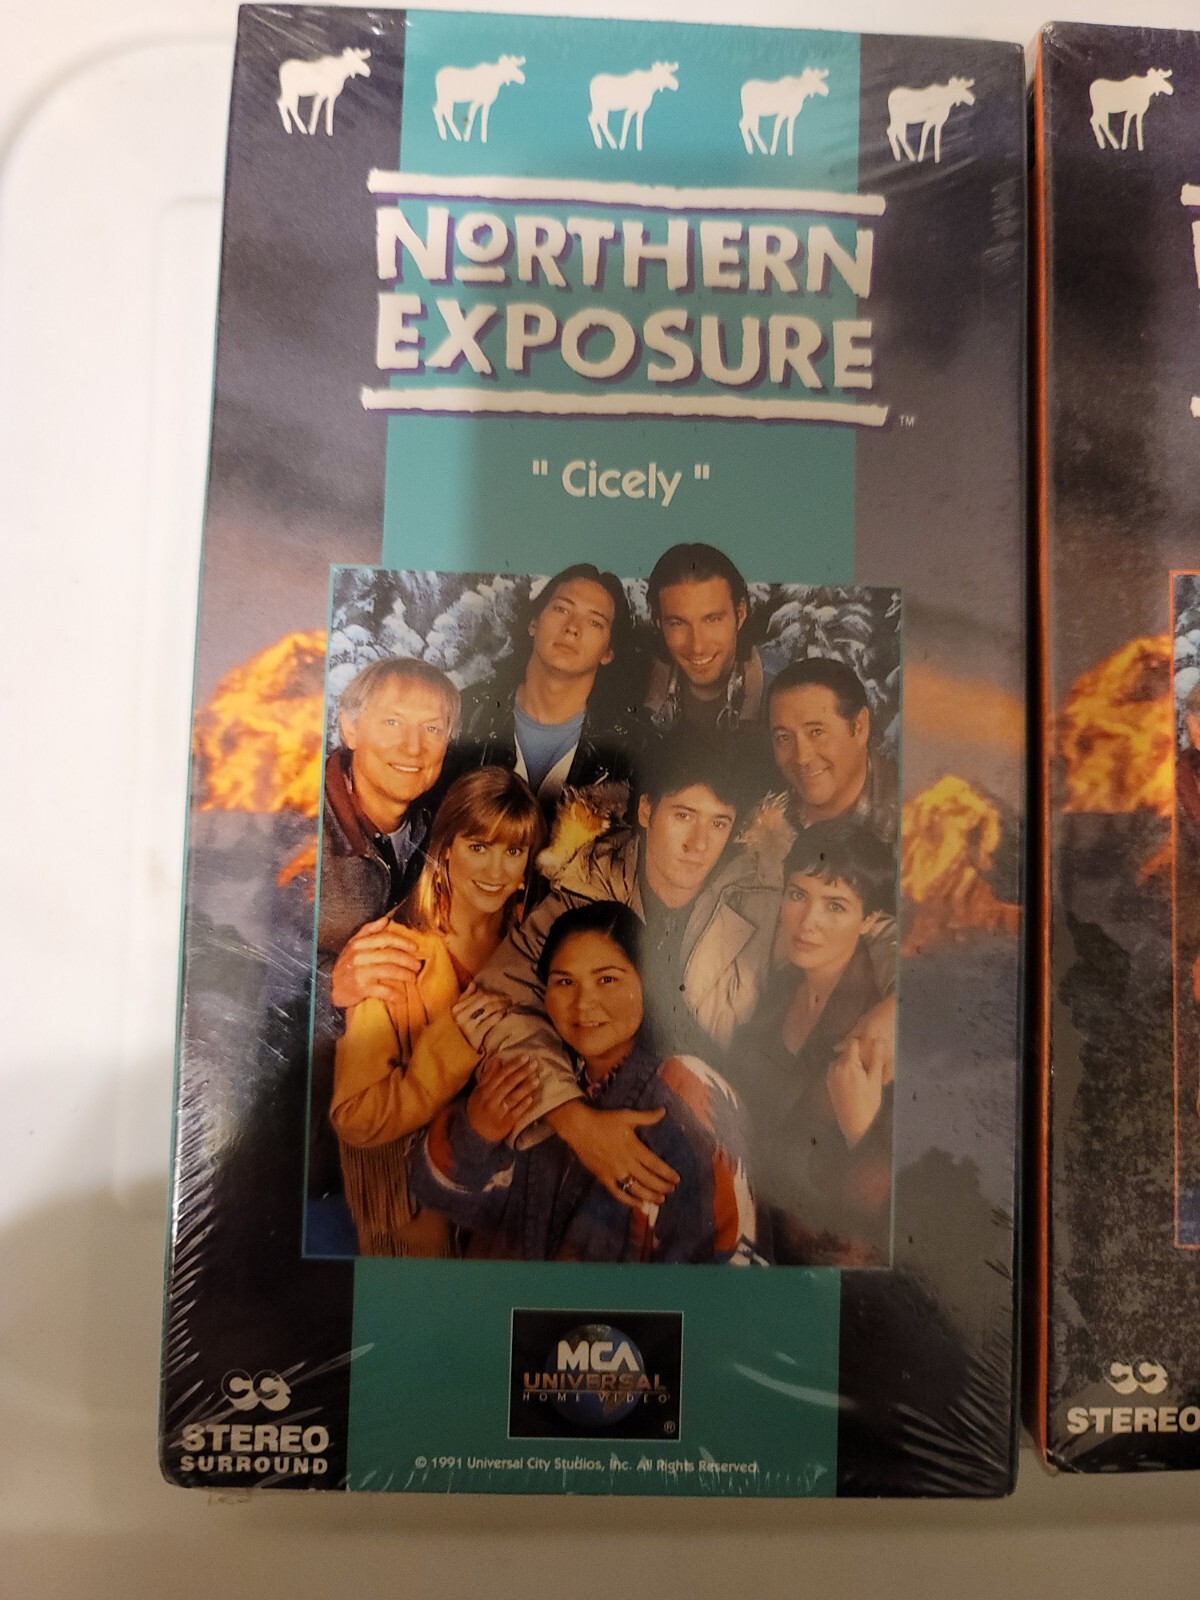 NORTHERN
EXPOSURE
TM
" Cicely "
MCA
UNIVERSAL
HOME VIDEO
®
STEREO
SURROUND
© 1991 Universal City Studios, Inc. All Rights Reserved.
STEREO